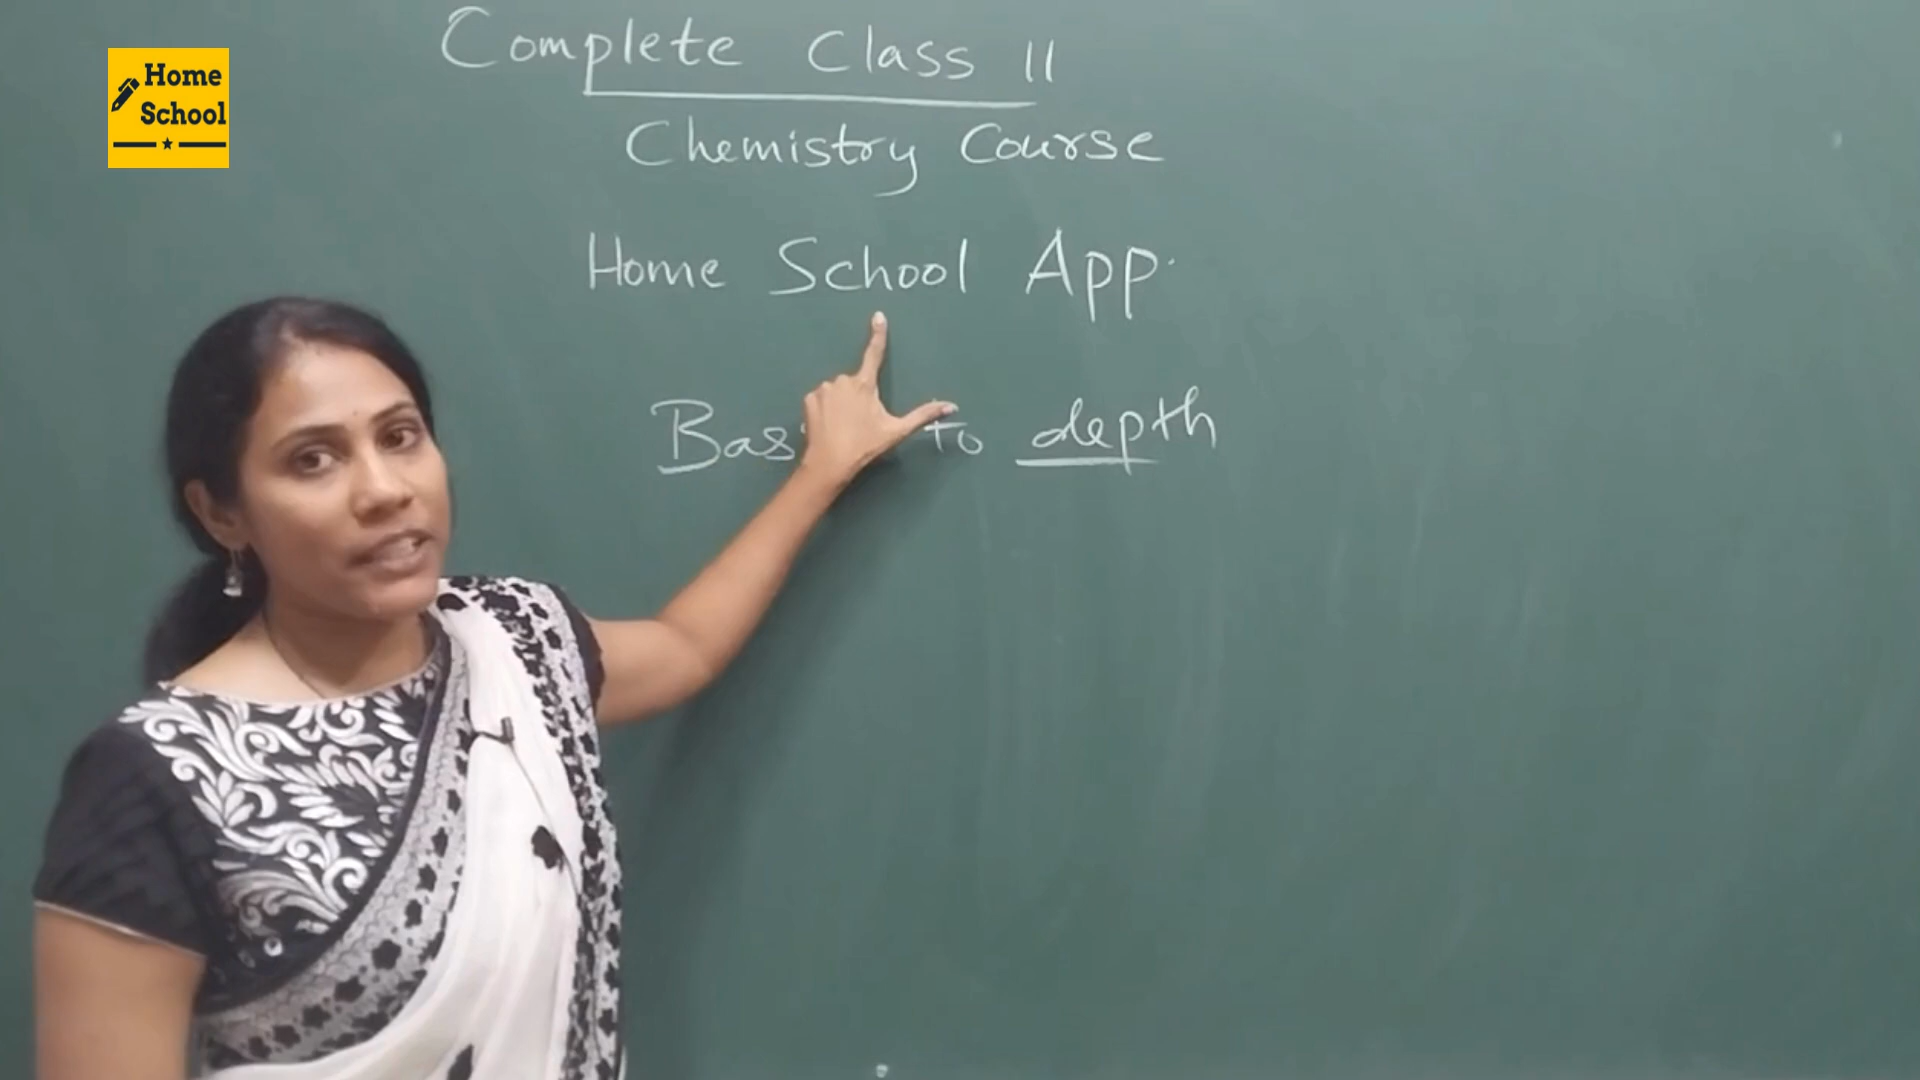 Home
School
Complete Class 11
Chemistry Course
Home School App.
to depth